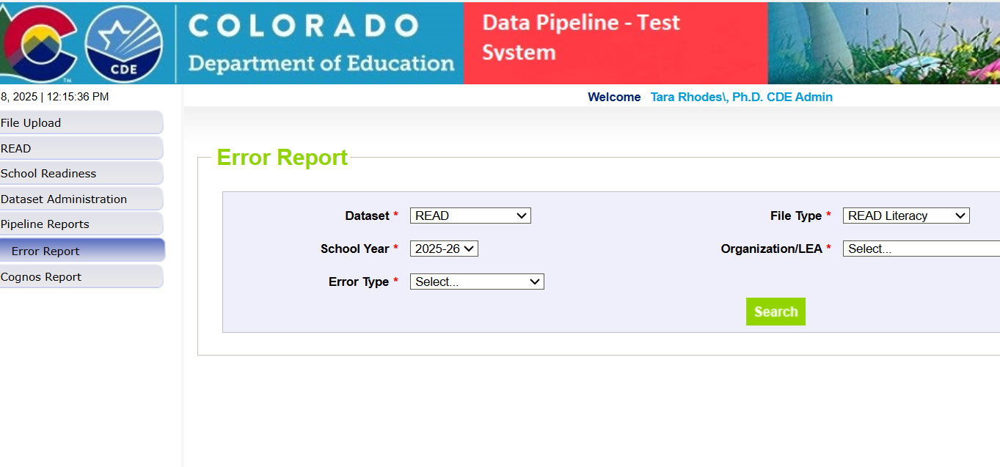 COLORADO
Department of Education
CDE
TM
Data Pipeline - Test
System
8, 2025 | 12:15:36 PM
Welcome Tara Rhodes\, Ph.D. CDE Admin
File Upload
READ
School Readiness
Dataset Administration
Pipeline Reports
Error Report
Cognos Report
Error Report
Dataset * READ
File Type * READ Literacy
School Year * 2025-26
Organization/LEA * Select...
Error Type * Select...
Search